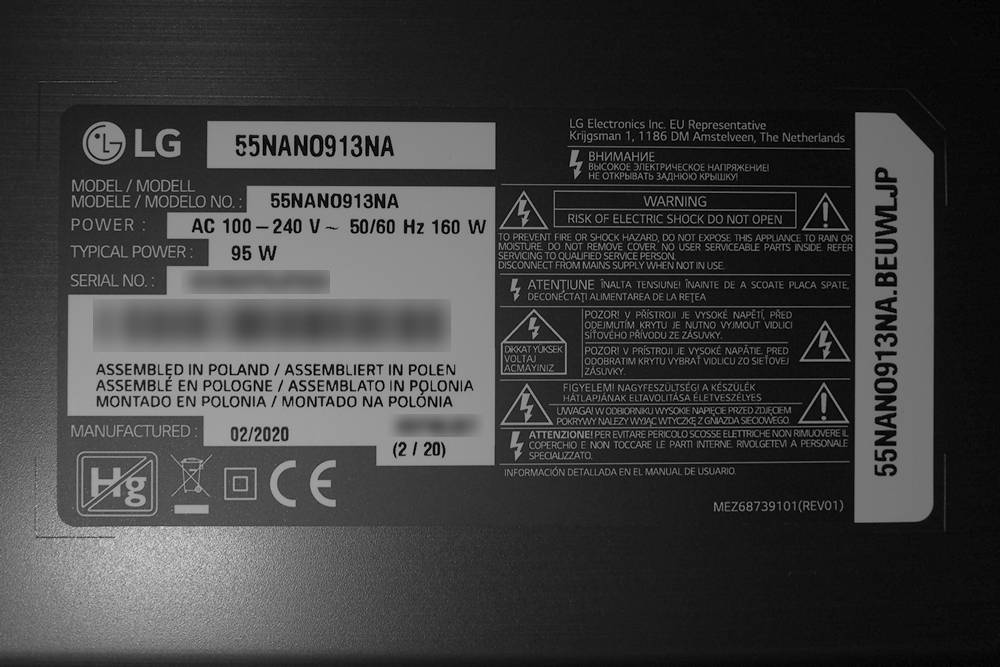 LG
55NANO913NA
MODEL / MODELL
MODELE / MODELO NO. :
55NANO913NA
POWER :
AC 100 – 240 V ~ 50/60 Hz 160 W
TYPICAL POWER :
95 W
SERIAL NO. :
ASSEMBLED IN POLAND / ASSEMBLIERT IN POLEN
ASSEMBLÉ EN POLOGNE / ASSEMBLATO IN POLONIA
MONTADO EN POLONIA / MONTADO NA POLÓNIA
MANUFACTURED :
02/2020
(2 / 20)
Hg
CE
LG Electronics Inc. EU Representative
Krijgsman 1, 1186 DM Amstelveen, The Netherlands
ВНИМАНИЕ
ВЫСОКОЕ ЭЛЕКТРИЧЕСКОЕ НАПРЯЖЕНИЕ!
НЕ ОТКРЫВАТЬ ЗАДНЮЮ КРЫШКУ!
WARNING
RISK OF ELECTRIC SHOCK DO NOT OPEN
TO PREVENT FIRE OR SHOCK HAZARD, DO NOT EXPOSE THIS APPLIANCE TO RAIN OR
MOISTURE. DO NOT REMOVE COVER. NO USER SERVICEABLE PARTS INSIDE. REFER
SERVICING TO QUALIFIED SERVICE PERSON.
DISCONNECT FROM MAINS SUPPLY WHEN NOT IN USE.
ATENȚIUNE ÎNALTA TENSIUNE! ÎNAINTE DE A SCOATE PLACA SPATE,
DECONECTAȚI ALIMENTAREA DE LA REȚEA
DIKKAT YÜKSEK
VOLTAJ
AÇMAYINIZ
POZOR! V PŘÍSTROJI JE VYSOKÉ NAPĚTÍ, PŘED
ODEJMUTÍM KRYTU JE NUTNO VYJMOUT VIDLICI
SÍŤOVÉHO PŘÍVODU ZE ZÁSUVKY.
POZOR! V PRÍSTROJI JE VYSOKÉ NAPÄTIE. PRED
ODOBRATIM KRYTU VYBRAŤ VIDLICU ZO SIEŤOVEJ
ZÁSUVKY.
FIGYELEM! NAGYFESZÜLTSÉG! A KÉSZÜLÉK
HÁTLAPJÁNAK ELTÁVOLÍTÁSA ÉLETVESZÉLYES
UWAGA! W ODBIORNIKU WYSOKIE NAPIĘCIE PRZED ZDJĘCIEM
POKRYWY NALEŻY WYJĄĆ WTYCZKĘ Z GNIAZDA SIECIOWEGO.
ATTENZIONE! PER EVITARE PERICOLO SCOSSE ELETTRICHE NON RIMUOVERE IL
COPERCHIO E NON TOCCARE LE PARTI INTERNE. RIVOLGETEVI A PERSONALE
SPECIALIZZATO.
INFORMACIÓN DETALLADA EN EL MANUAL DE USUARIO.
MEZ68739101(REV01)
55NANO913NA.BEUWLJP